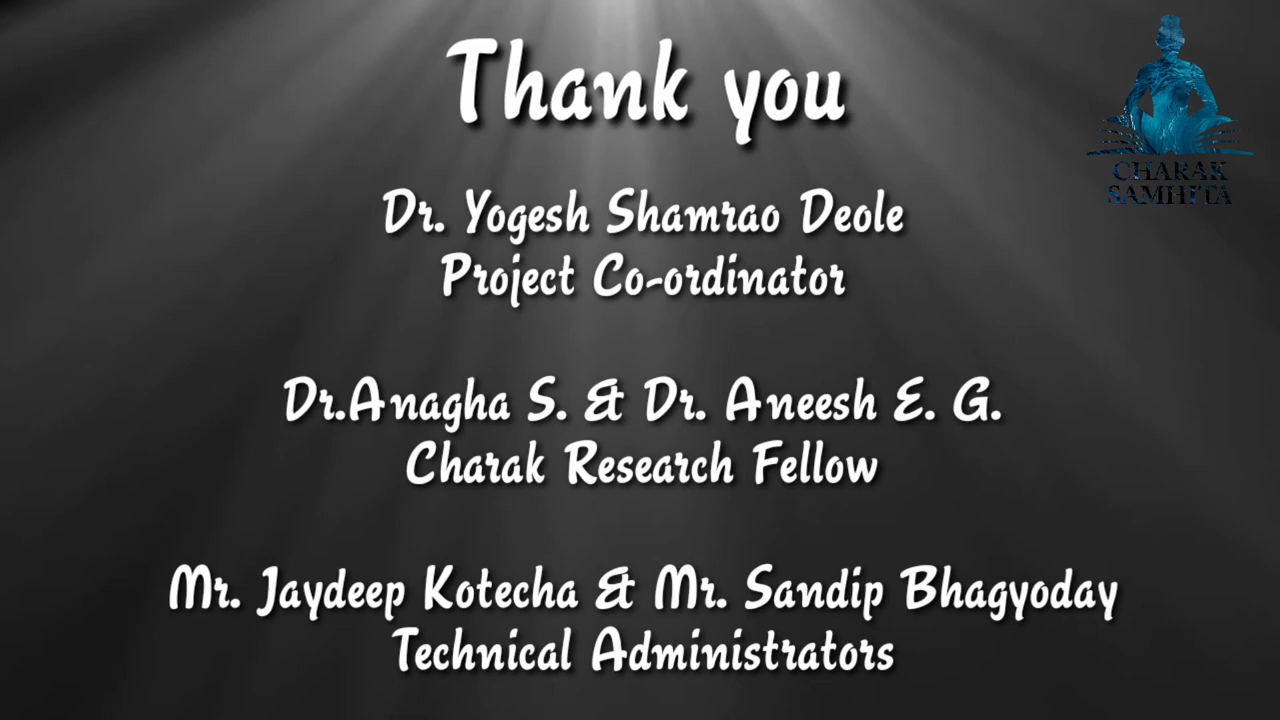 Thank you
CHARAK
SAMHITA
Dr. Yogesh Shamrao Deole
Project Co-ordinator
Dr.Anagha S. & Dr. Aneesh E. G.
Charak Research Fellow
Mr. Jaydeep Kotecha & Mr. Sandip Bhagyoday
Technical Administrators